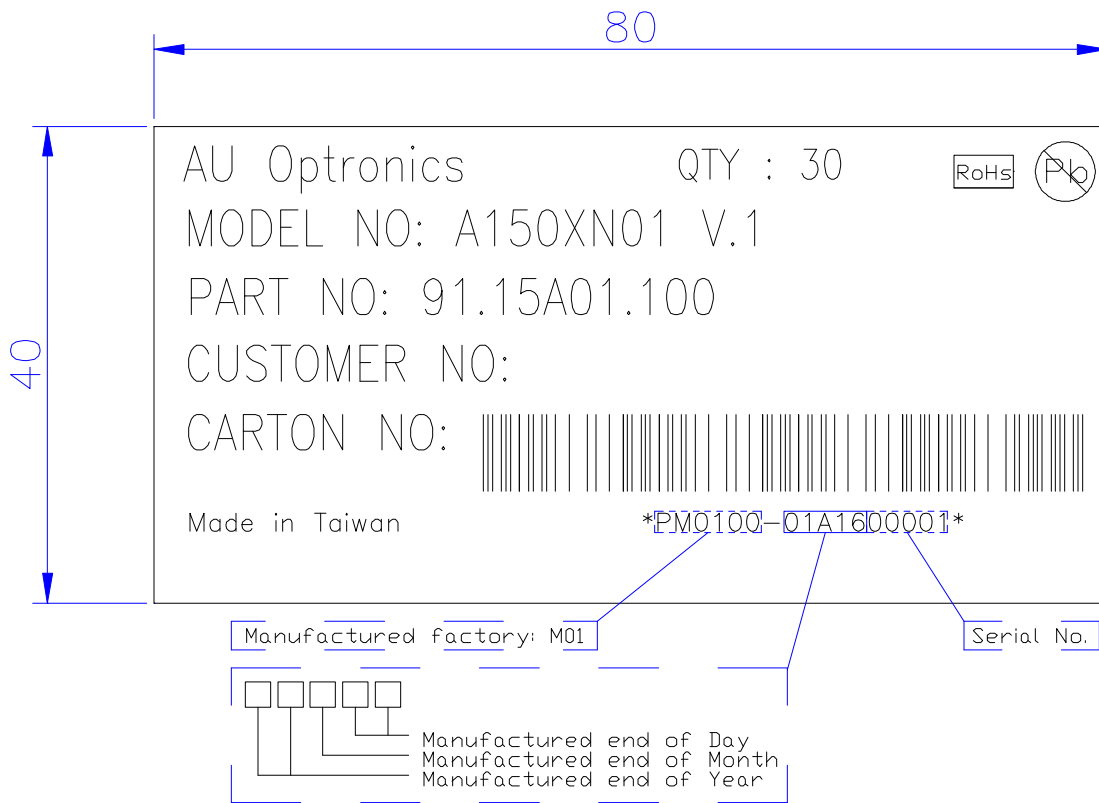 80
AU Optronics QTY : 30 RoHs Pb
MODEL NO: A150XN01 V.1
PART NO: 91.15A01.100
40
CUSTOMER NO:
CARTON NO:
Made in Taiwan *PM0100-01A1600001*
Manufactured factory: M01 Serial No.
Manufactured end of Day
Manufactured end of Month
Manufactured end of Year